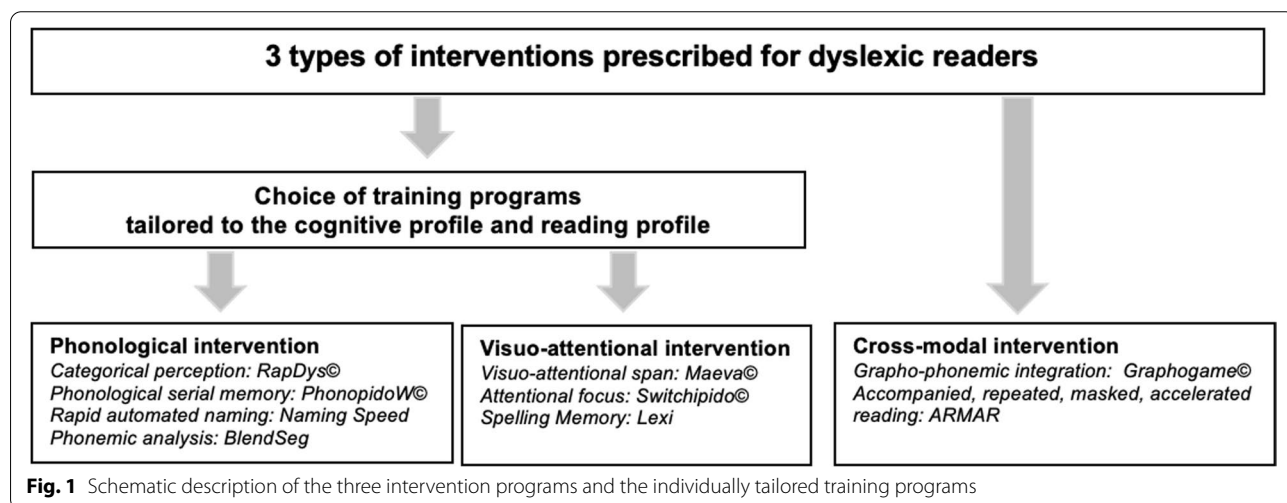 3 types of interventions prescribed for dyslexic readers
Choice of training programs
tailored to the cognitive profile and reading profile
Phonological intervention
Categorical perception: RapDys©
Phonological serial memory: PhonopidoW©
Rapid automated naming: Naming Speed
Phonemic analysis: BlendSeg
Visuo-attentional intervention
Visuo-attentional span: Maeva©
Attentional focus: Switchipido©
Spelling Memory: Lexi
Cross-modal intervention
Grapho-phonemic integration: Graphogame©
Accompanied, repeated, masked, accelerated
reading: ARMAR
Fig. 1 Schematic description of the three intervention programs and the individually tailored training programs